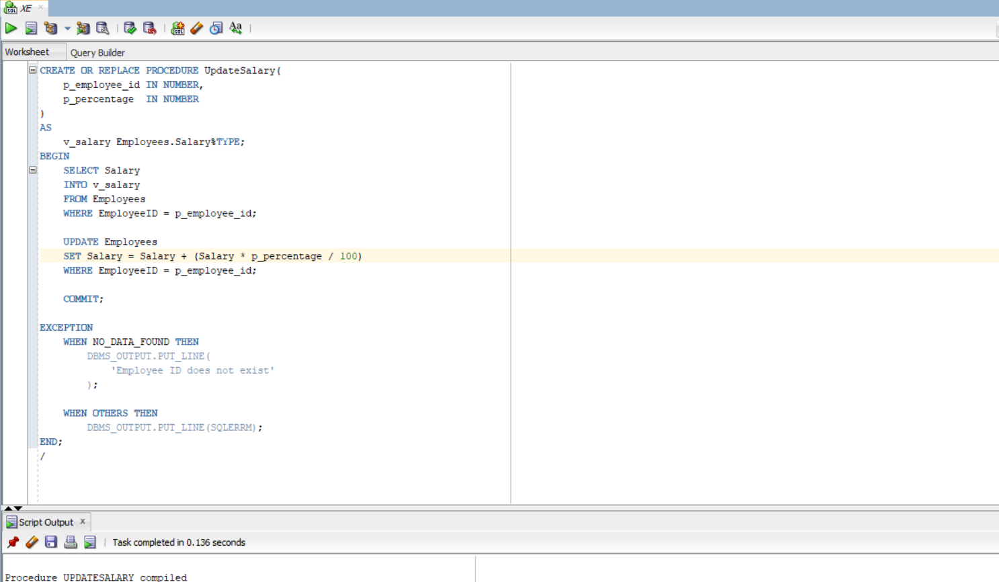 XE
Worksheet Query Builder
CREATE OR REPLACE PROCEDURE UpdateSalary(
    p_employee_id IN NUMBER,
    p_percentage  IN NUMBER
)
AS
    v_salary Employees.Salary%TYPE;
BEGIN
    SELECT Salary
    INTO v_salary
    FROM Employees
    WHERE EmployeeID = p_employee_id;

    UPDATE Employees
    SET Salary = Salary + (Salary * p_percentage / 100)
    WHERE EmployeeID = p_employee_id;

    COMMIT;

EXCEPTION
    WHEN NO_DATA_FOUND THEN
        DBMS_OUTPUT.PUT_LINE(
            'Employee ID does not exist'
        );

    WHEN OTHERS THEN
        DBMS_OUTPUT.PUT_LINE(SQLERRM);
END;
/
Script Output
Task completed in 0.136 seconds
Procedure UPDATESALARY compiled